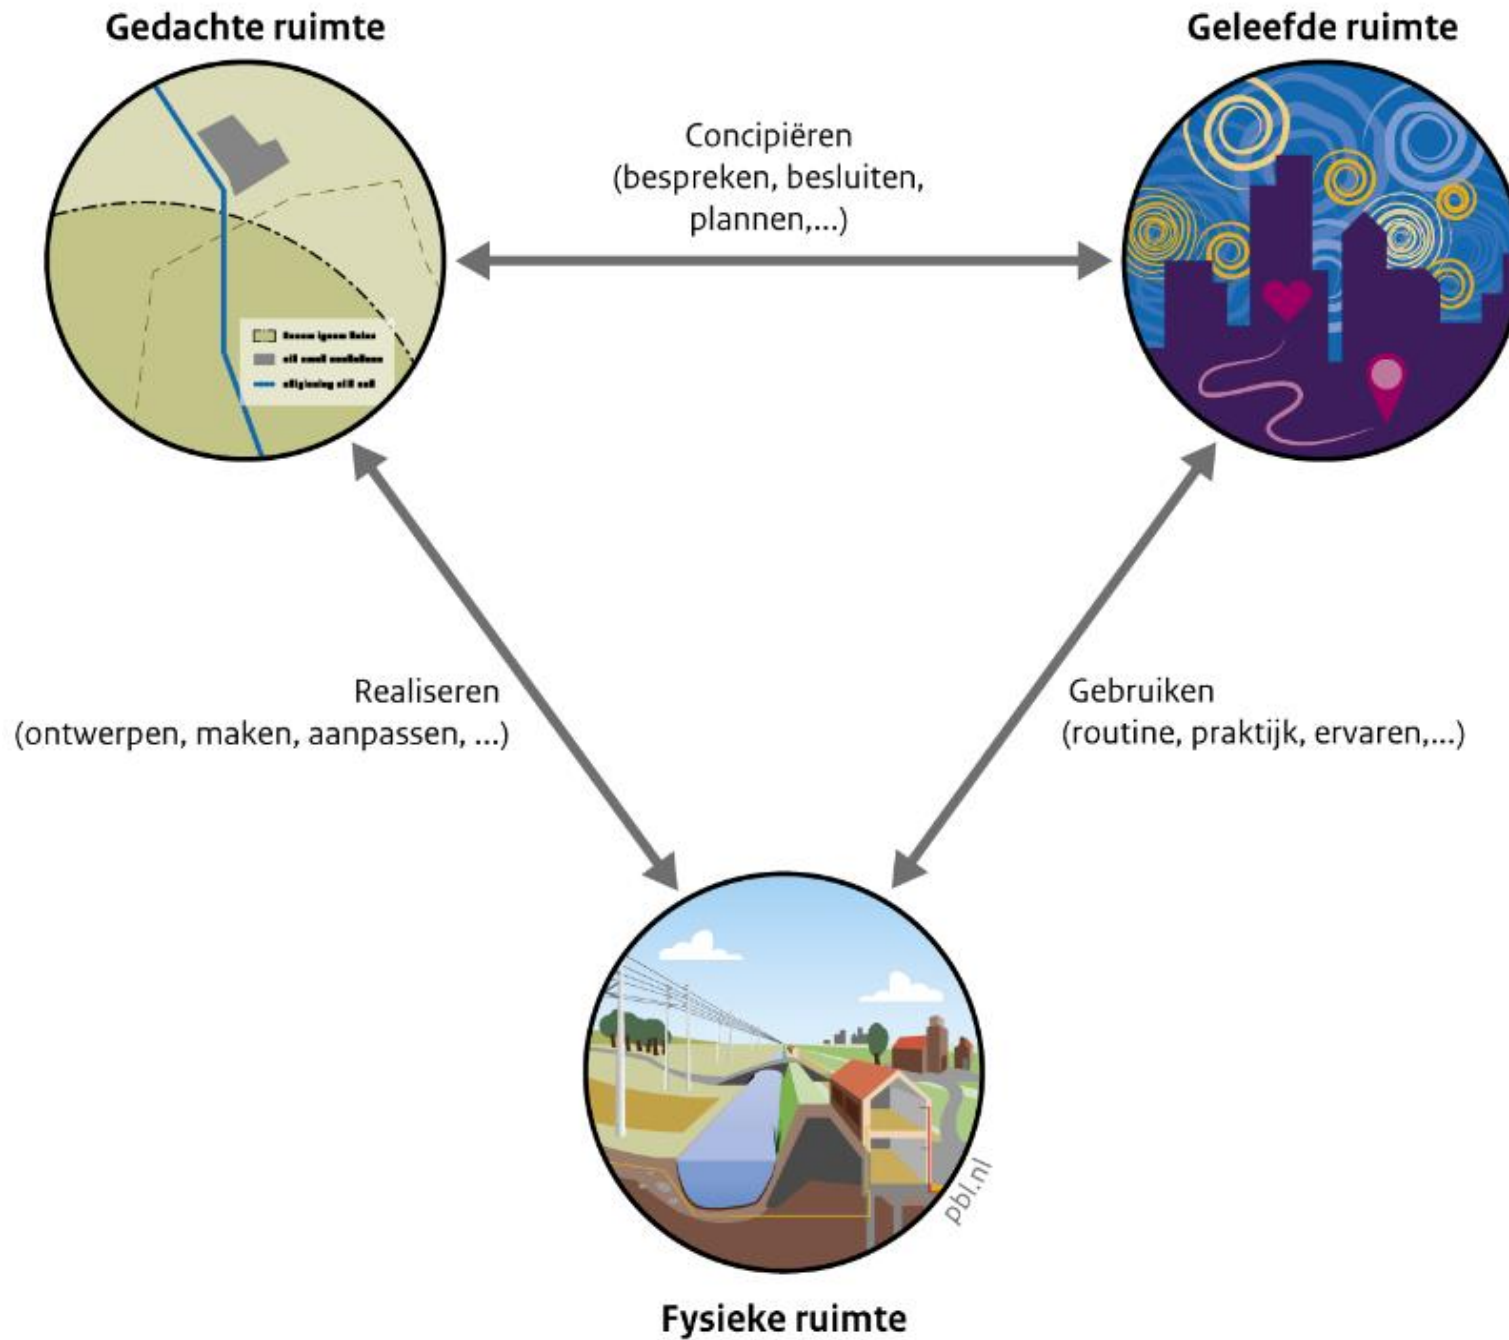 Gedachte ruimte
Geleefde ruimte
Concipiëren
(bespreken, besluiten,
plannen,...)
Realiseren
(ontwerpen, maken, aanpassen, ...)
Gebruiken
(routine, praktijk, ervaren,...)
pbl.nl
Fysieke ruimte